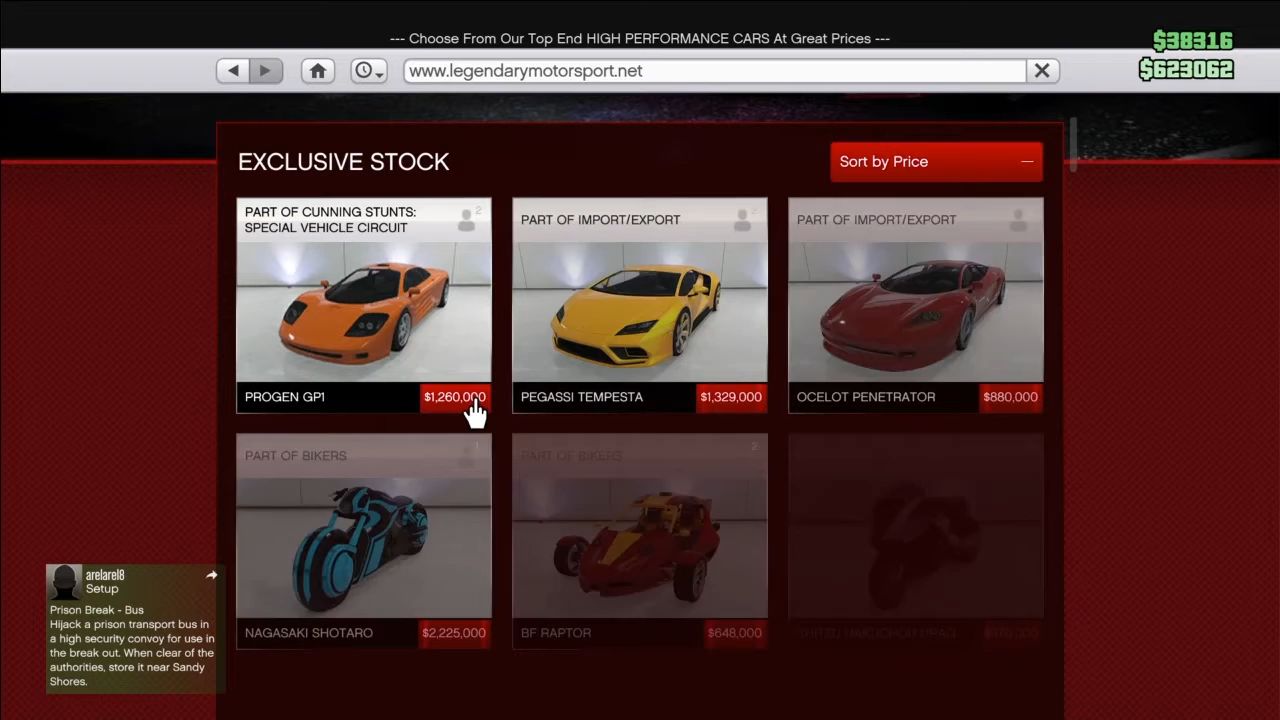 --- Choose From Our Top End HIGH PERFORMANCE CARS At Great Prices ---
$38316
$623062
www.legendarymotorsport.net
EXCLUSIVE STOCK
Sort by Price
PART OF CUNNING STUNTS:
SPECIAL VEHICLE CIRCUIT
2
PART OF IMPORT/EXPORT
PART OF IMPORT/EXPORT
PROGEN GP1
$1,260,000
PEGASSI TEMPESTA
$1,329,000
OCELOT PENETRATOR
$880,000
PART OF BIKERS
1
PART OF BIKERS
2
NAGASAKI SHOTARO
$2,225,000
BF RAPTOR
$648,000
arelarel8
Setup
Prison Break - Bus
Hijack a prison transport bus in
a high security convoy for use in
the break out. When clear of the
authorities, store it near Sandy
Shores.